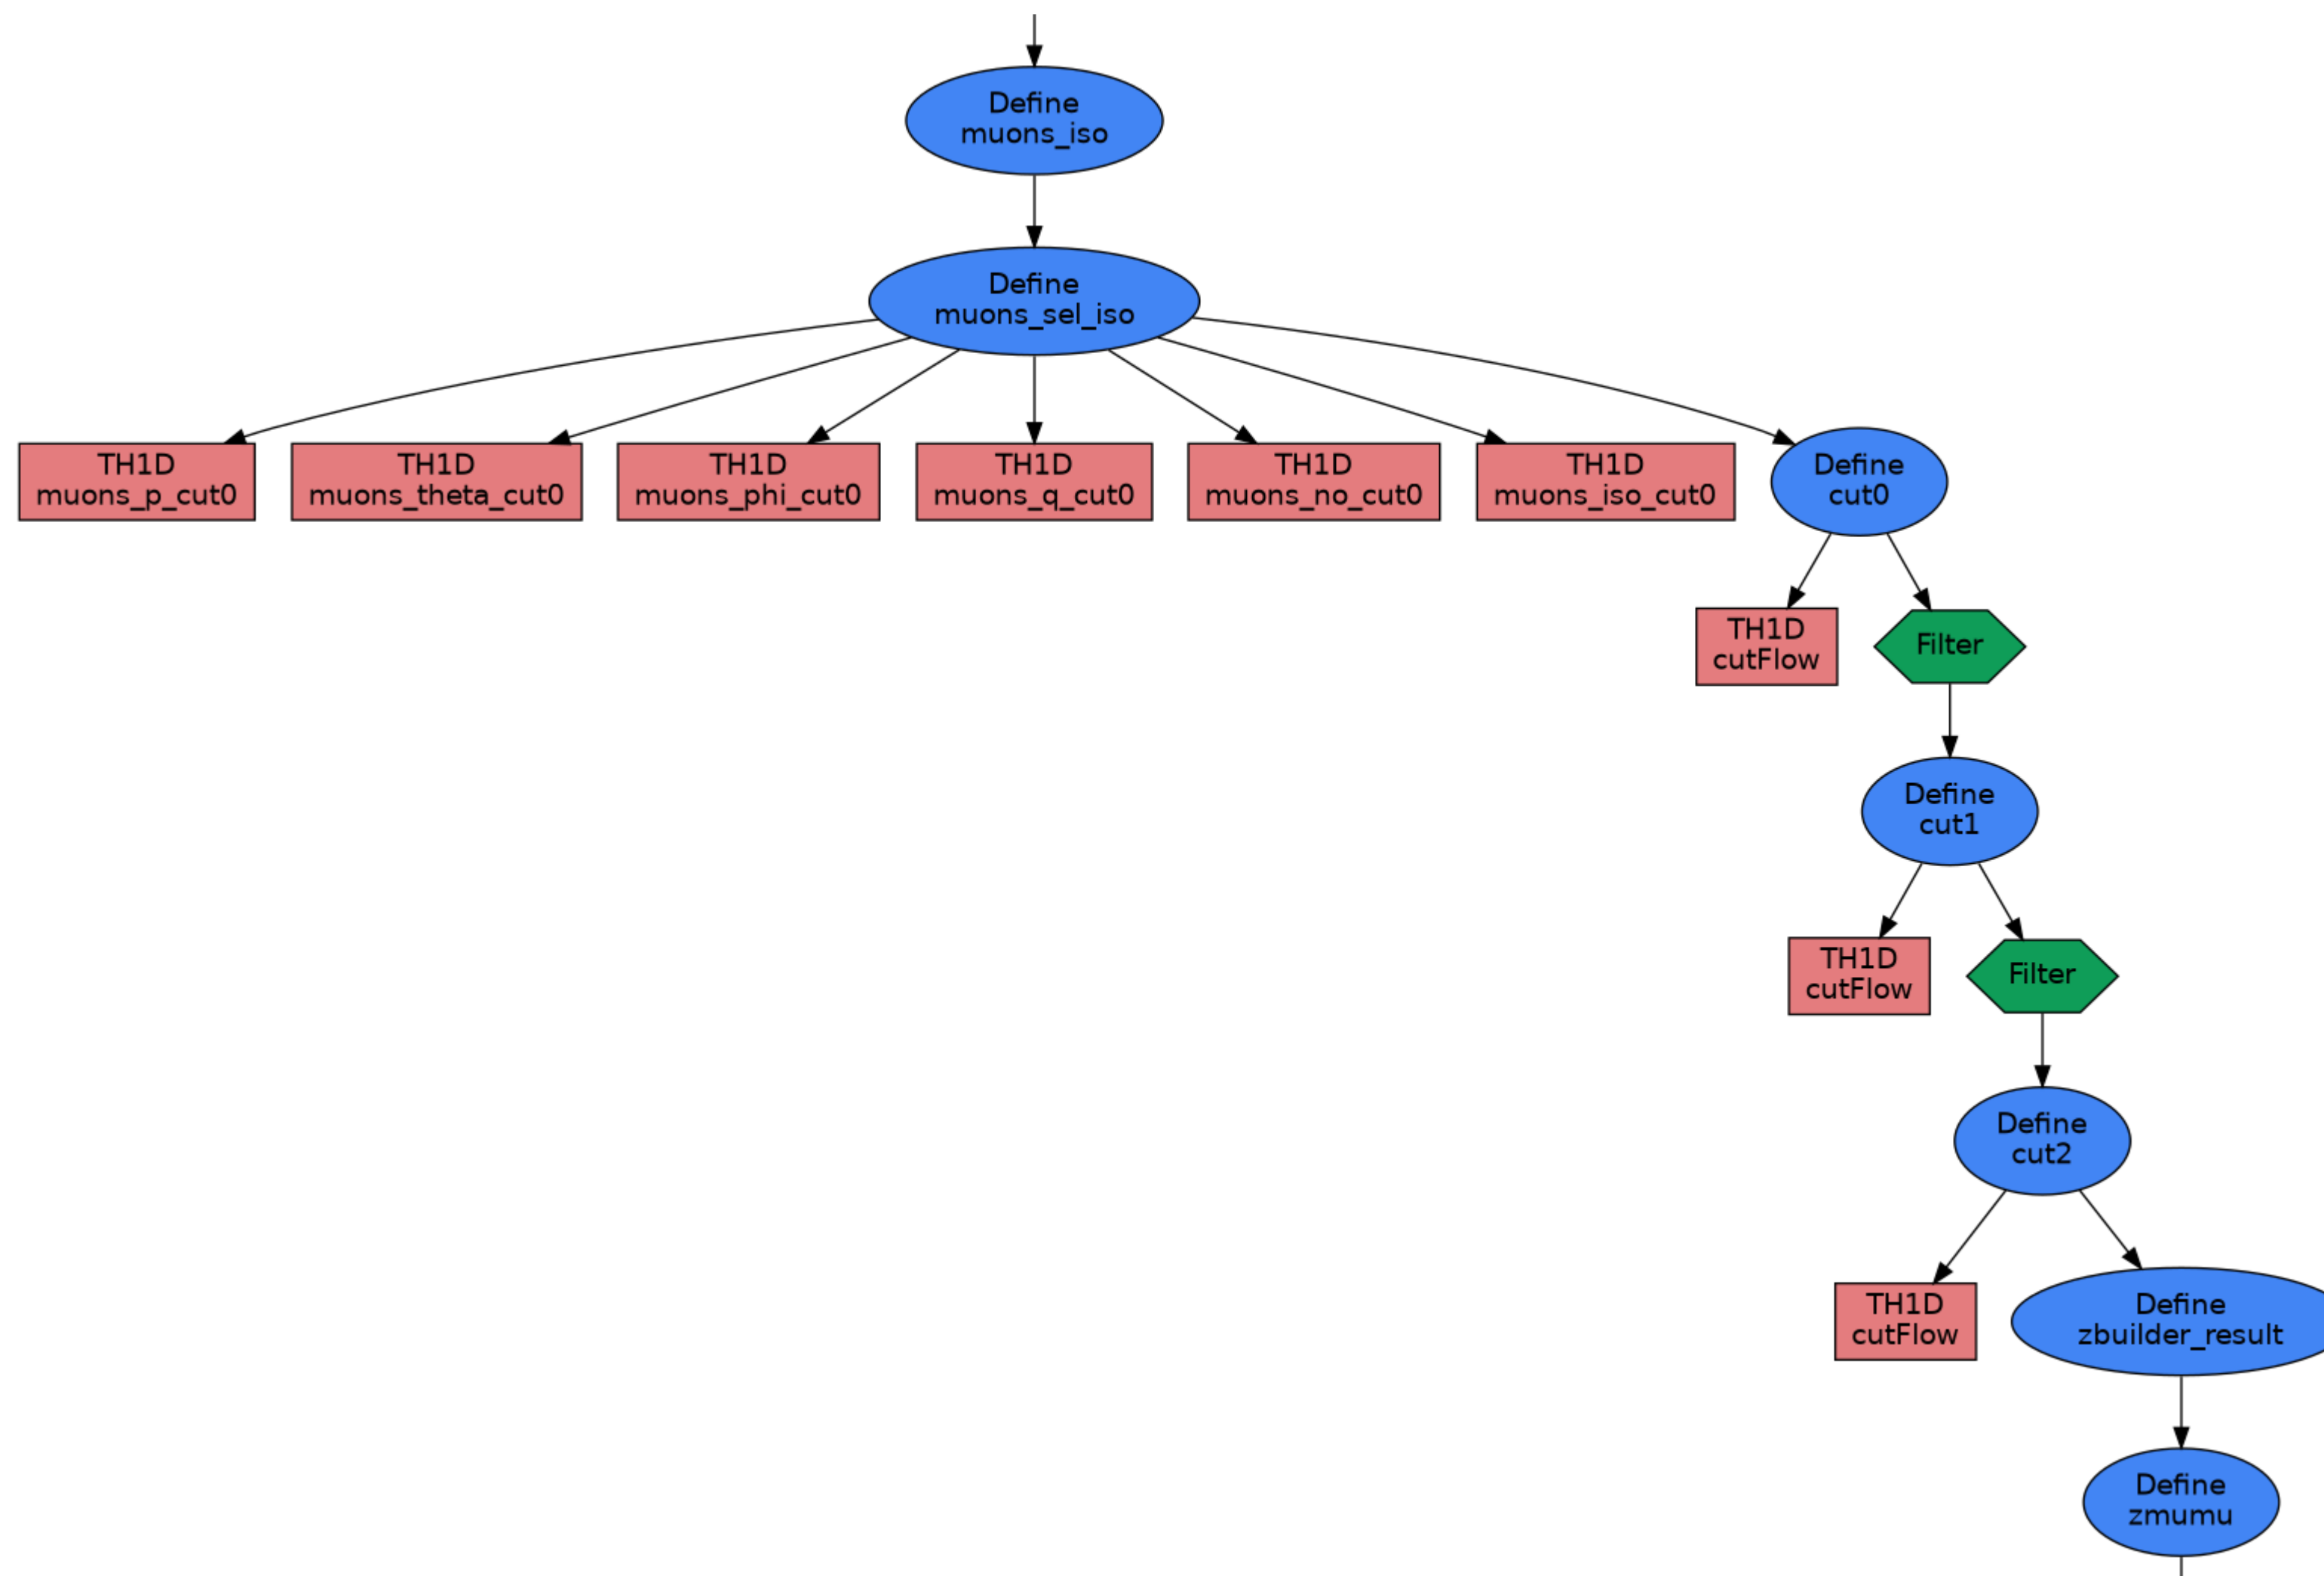 Define
muons_iso
Define
muons_sel_iso
TH1D
muons_p_cut0
TH1D
muons_theta_cut0
TH1D
muons_phi_cut0
TH1D
muons_q_cut0
TH1D
muons_no_cut0
TH1D
muons_iso_cut0
Define
cut0
TH1D
cutFlow
Filter
Define
cut1
TH1D
cutFlow
Filter
Define
cut2
TH1D
cutFlow
Define
zbuilder_result
Define
zmumu